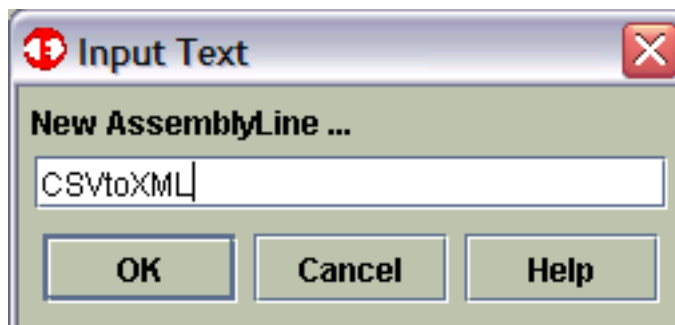 Input Text
New AssemblyLine ...
CSVtoXML
OK Cancel Help